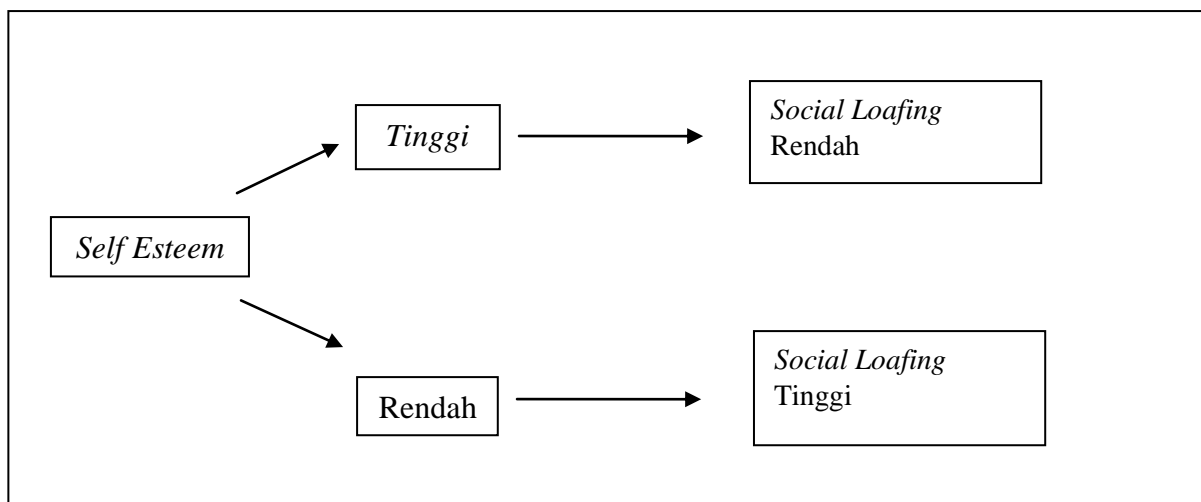 Tinggi
Social Loafing
Rendah
Self Esteem
Rendah
Social Loafing
Tinggi